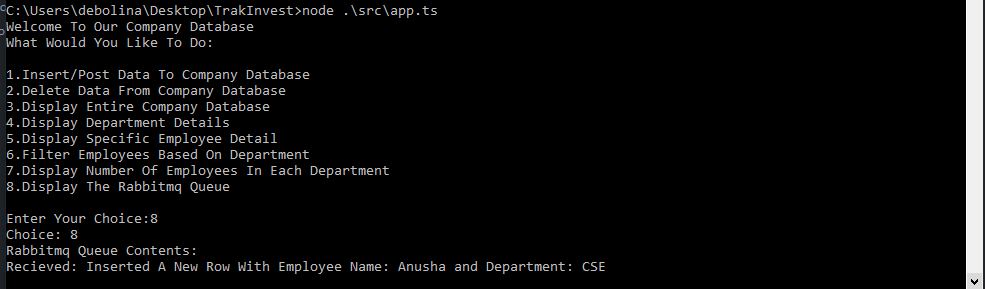 C:\Users\debolina\Desktop\TrakInvest>node .\src\app.ts
Welcome To Our Company Database
What Would You Like To Do:
1.Insert/Post Data To Company Database
2.Delete Data From Company Database
3.Display Entire Company Database
4.Display Department Details
5.Display Specific Employee Detail
6.Filter Employees Based On Department
7.Display Number Of Employees In Each Department
8.Display The Rabbitmq Queue
Enter Your Choice:8
Choice: 8
Rabbitmq Queue Contents:
Recieved: Inserted A New Row With Employee Name: Anusha and Department: CSE